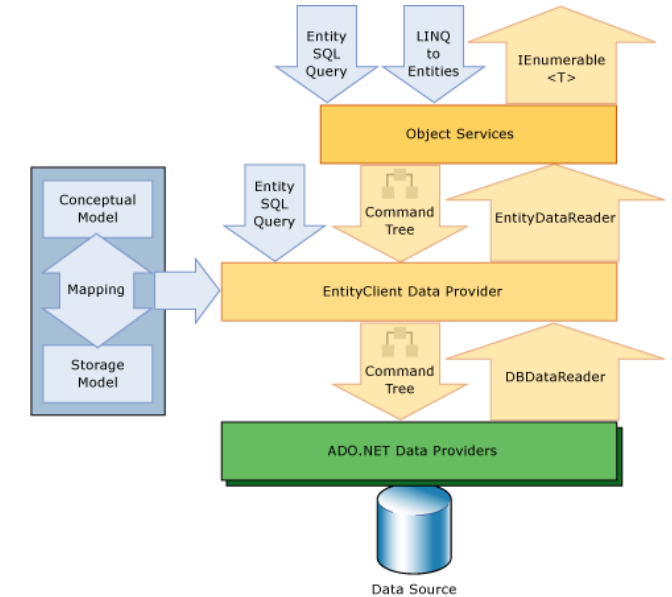 Entity
SQL
Query
LINQ
to
Entities
IEnumerable
<T>
Object Services
Entity
SQL
Query
Command
Tree
EntityDataReader
Conceptual
Model
Mapping
Storage
Model
EntityClient Data Provider
Command
Tree
DBDataReader
ADO.NET Data Providers
Data Source